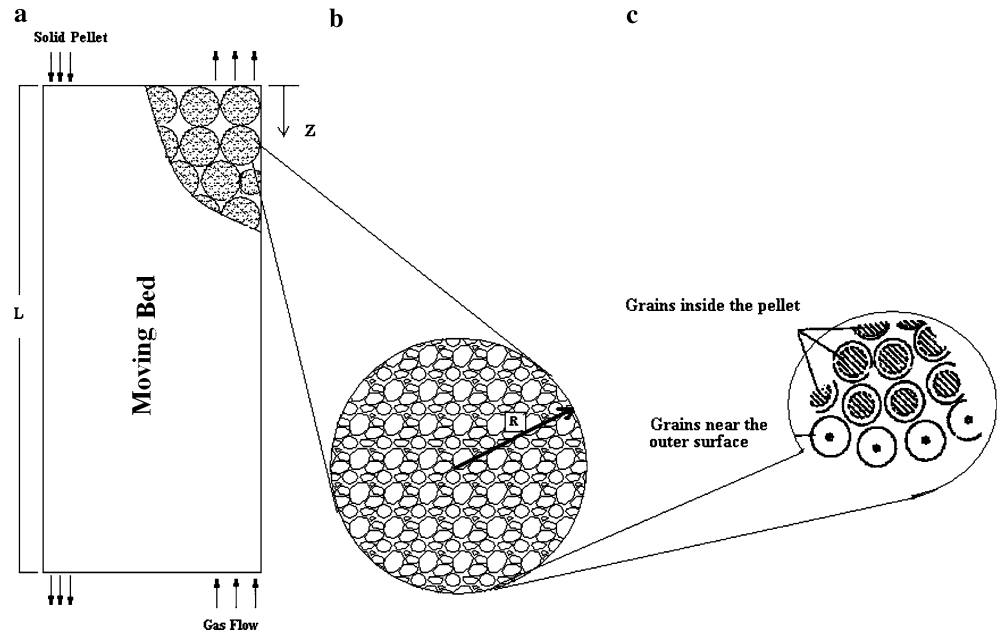 a
b
c
Solid Pellet
Z
L
Moving Bed
R
Grains inside the pellet
Grains near the
outer surface
Gas Flow